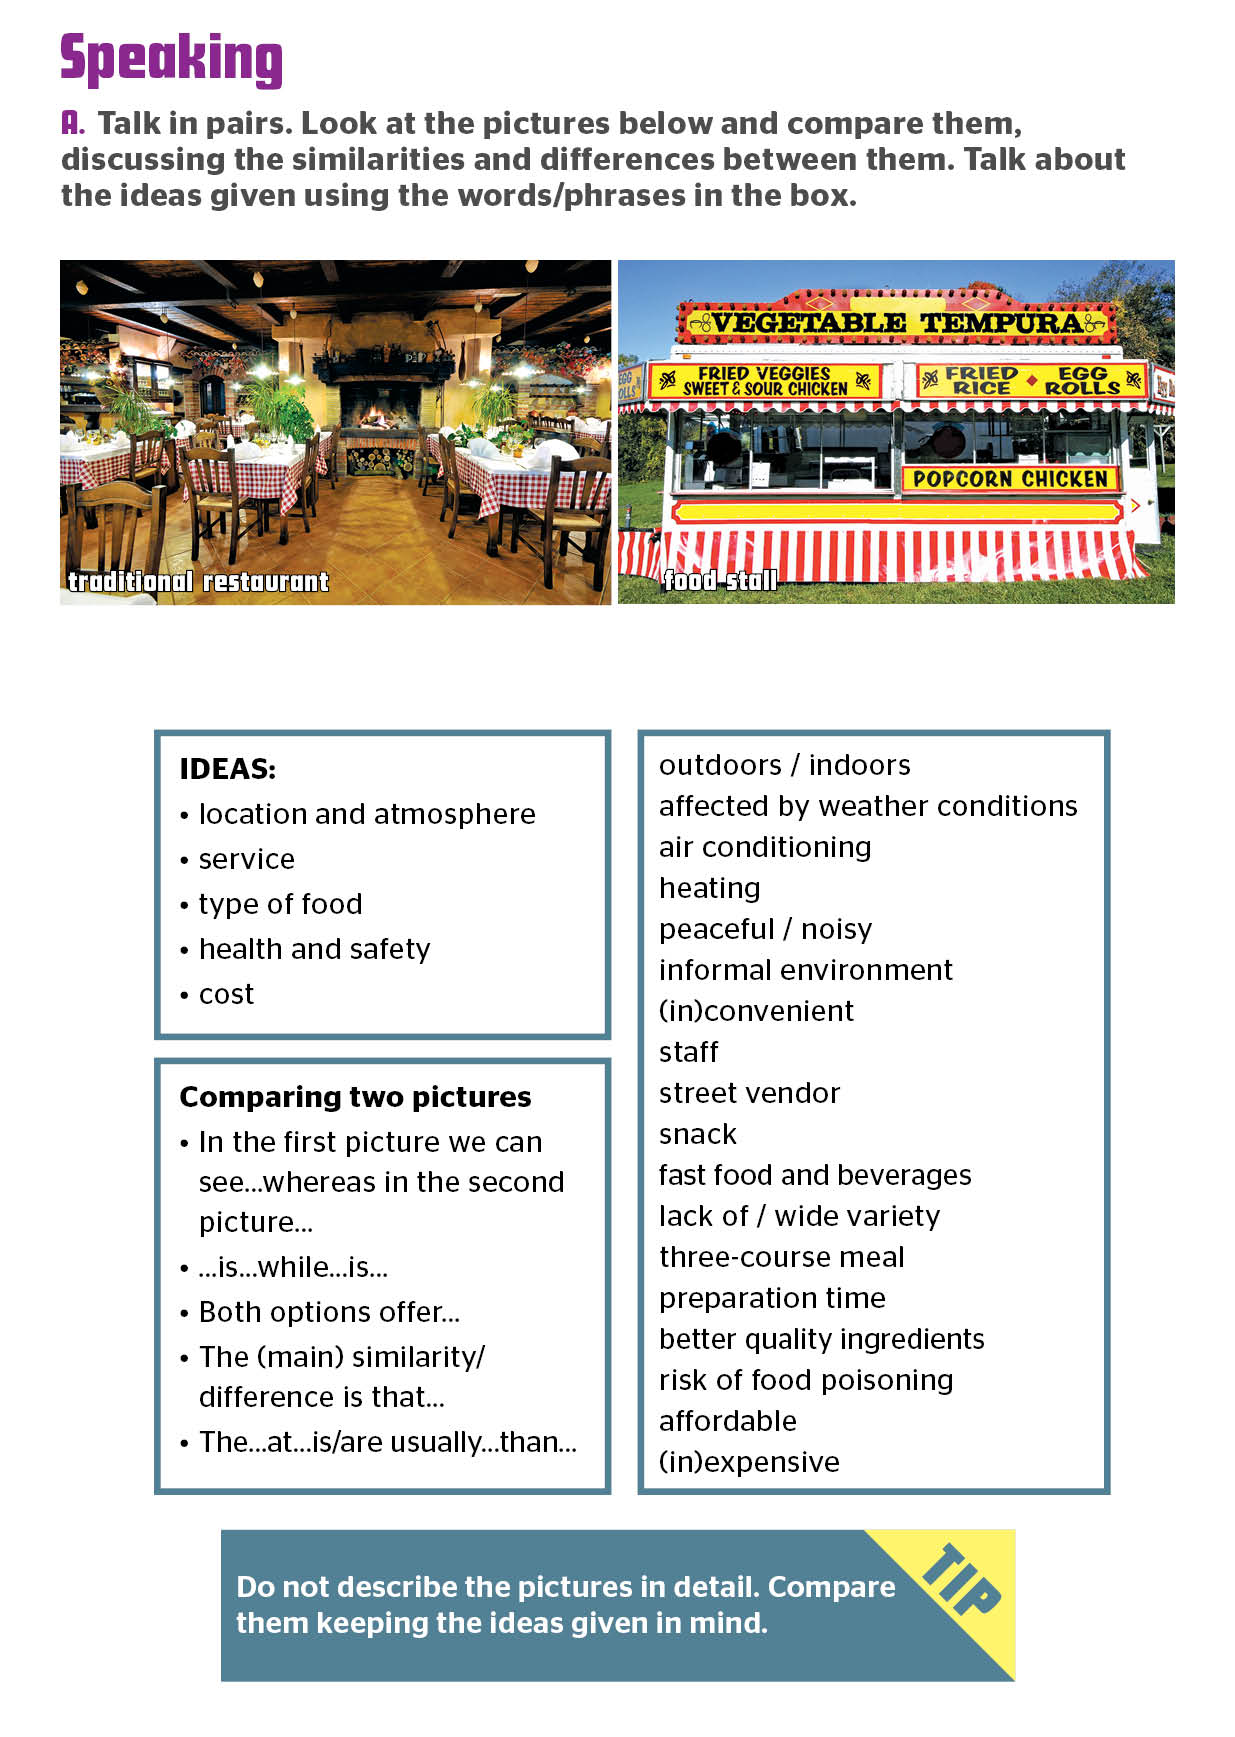 Speaking
A. Talk in pairs. Look at the pictures below and compare them,
discussing the similarities and differences between them. Talk about
the ideas given using the words/phrases in the box.
VEGETABLE TEMPURA
EGG
ROLLS
FRIED VEGGIES
SWEET & SOUR CHICKEN
FRIED
RICE
EGG
ROLLS
POPCORN CHICKEN
traditional restaurant
food stall
IDEAS:
• location and atmosphere
• service
• type of food
• health and safety
• cost
Comparing two pictures
• In the first picture we can
see...whereas in the second
picture...
• ...is...while...is...
• Both options offer...
• The (main) similarity/
difference is that...
• The...at...is/are usually...than...
outdoors / indoors
affected by weather conditions
air conditioning
heating
peaceful / noisy
informal environment
(in)convenient
staff
street vendor
snack
fast food and beverages
lack of / wide variety
three-course meal
preparation time
better quality ingredients
risk of food poisoning
affordable
(in)expensive
Do not describe the pictures in detail. Compare
them keeping the ideas given in mind.
TIP